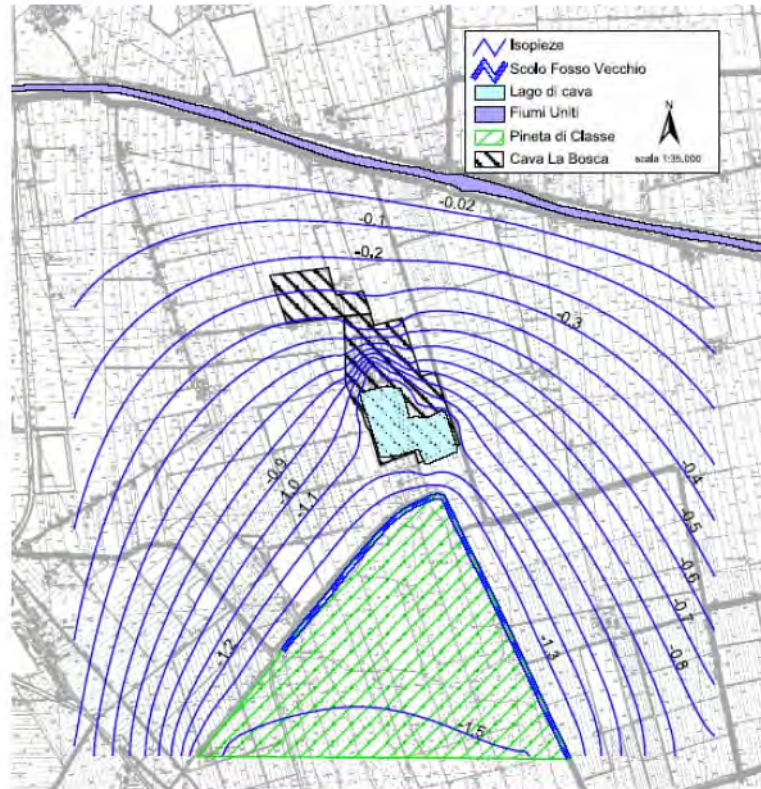 Isopieze
Scolo Fosso Vecchio
Lago di cava
Fiumi Uniti
Pineta di Classe
Cava La Bosca
N
scala 1:35.000
-0.02
-0.1
-0.2
-0.3
-0.4
-0.5
-0.6
-0.7
-0.8
-0.9
-1.0
-1.1
-1.2
-1.3
-1.5